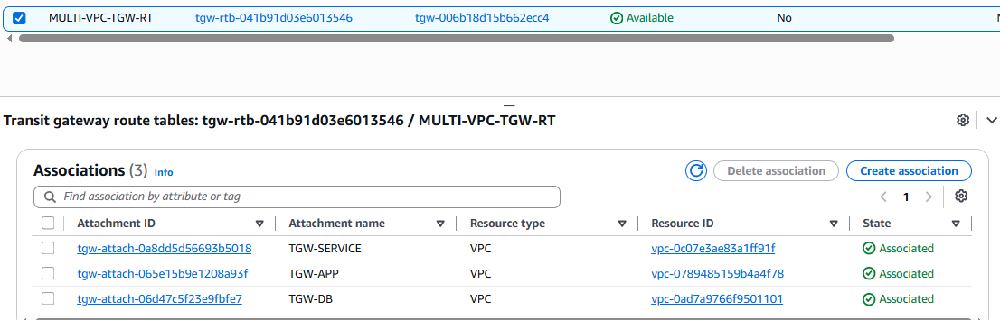 MULTI-VPC-TGW-RT tgw-rtb-041b91d03e6013546 tgw-006b18d15b662ecc4 Available No
Transit gateway route tables: tgw-rtb-041b91d03e6013546 / MULTI-VPC-TGW-RT
Associations (3) Info Delete association Create association
Find association by attribute or tag 1
Attachment ID Attachment name Resource type Resource ID State
tgw-attach-0a8dd5d56693b5018 TGW-SERVICE VPC vpc-0c07e3ae83a1ff91f Associated
tgw-attach-065e15b9e1208a93f TGW-APP VPC vpc-0789485159b4a4f78 Associated
tgw-attach-06d47c5f23e9fbfe7 TGW-DB VPC vpc-0ad7a9766f9501101 Associated